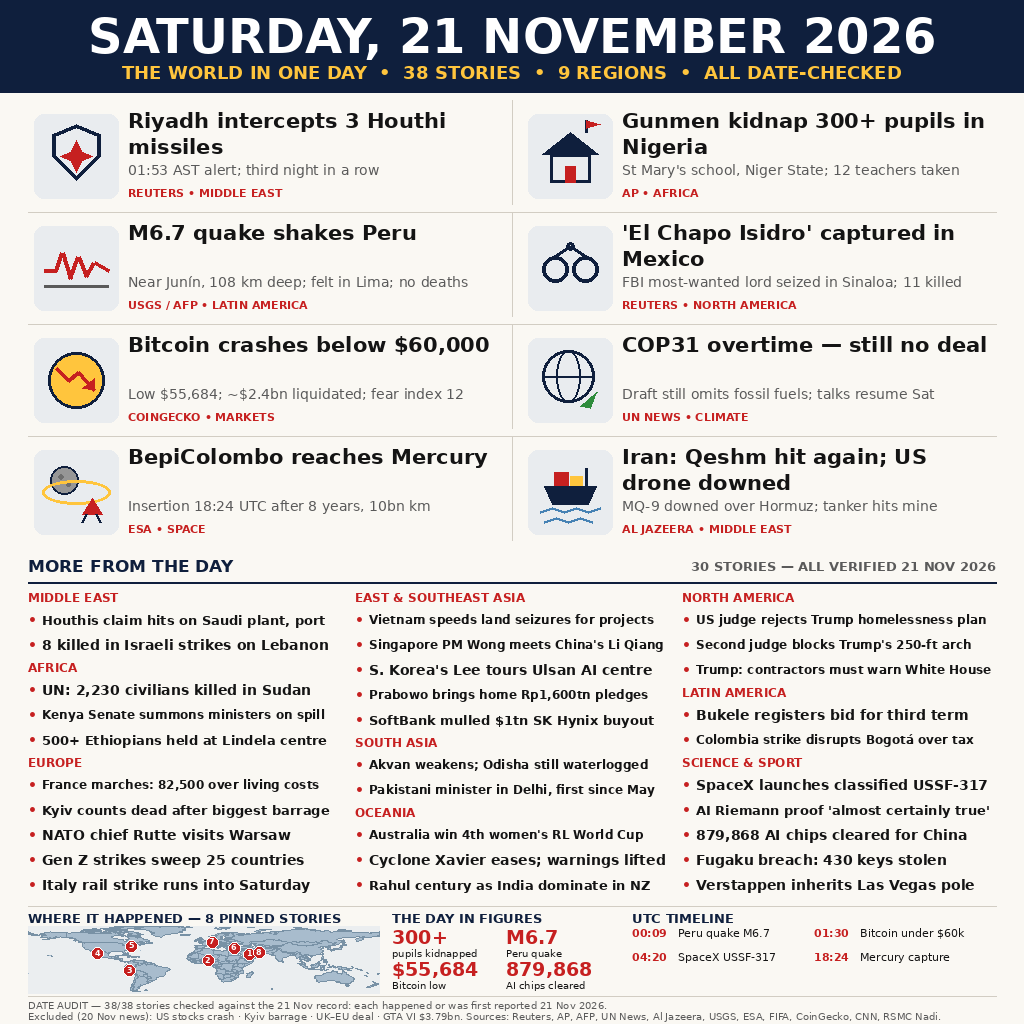 SATURDAY, 21 NOVEMBER 2026
THE WORLD IN ONE DAY • 38 STORIES • 9 REGIONS • ALL DATE-CHECKED
Riyadh intercepts 3 Houthi
missiles
01:53 AST alert; third night in a row
REUTERS • MIDDLE EAST
Gunmen kidnap 300+ pupils in
Nigeria
St Mary's school, Niger State; 12 teachers taken
AP • AFRICA
M6.7 quake shakes Peru
Near Junín, 108 km deep; felt in Lima; no deaths
USGS / AFP • LATIN AMERICA
'El Chapo Isidro' captured in
Mexico
FBI most-wanted lord seized in Sinaloa; 11 killed
REUTERS • NORTH AMERICA
Bitcoin crashes below $60,000
Low $55,684; ~$2.4bn liquidated; fear index 12
COINGECKO • MARKETS
COP31 overtime — still no deal
Draft still omits fossil fuels; talks resume Sat
UN NEWS • CLIMATE
BepiColombo reaches Mercury
Insertion 18:24 UTC after 8 years, 10bn km
ESA • SPACE
Iran: Qeshm hit again; US
drone downed
MQ-9 downed over Hormuz; tanker hits mine
AL JAZEERA • MIDDLE EAST
MORE FROM THE DAY
30 STORIES — ALL VERIFIED 21 NOV 2026
MIDDLE EAST
• Houthis claim hits on Saudi plant, port
• 8 killed in Israeli strikes on Lebanon
AFRICA
• UN: 2,230 civilians killed in Sudan
• Kenya Senate summons ministers on spill
• 500+ Ethiopians held at Lindela centre
EUROPE
• France marches: 82,500 over living costs
• Kyiv counts dead after biggest barrage
• NATO chief Rutte visits Warsaw
• Gen Z strikes sweep 25 countries
• Italy rail strike runs into Saturday
EAST & SOUTHEAST ASIA
• Vietnam speeds land seizures for projects
• Singapore PM Wong meets China's Li Qiang
• S. Korea's Lee tours Ulsan AI centre
• Prabowo brings home Rp1,600tn pledges
• SoftBank mulled $1tn SK Hynix buyout
SOUTH ASIA
• Akvan weakens; Odisha still waterlogged
• Pakistani minister in Delhi, first since May
OCEANIA
• Australia win 4th women's RL World Cup
• Cyclone Xavier eases; warnings lifted
• Rahul century as India dominate in NZ
NORTH AMERICA
• US judge rejects Trump homelessness plan
• Second judge blocks Trump's 250-ft arch
• Trump: contractors must warn White House
LATIN AMERICA
• Bukele registers bid for third term
• Colombia strike disrupts Bogotá over tax
SCIENCE & SPORT
• SpaceX launches classified USSF-317
• AI Riemann proof 'almost certainly true'
• 879,868 AI chips cleared for China
• Fugaku breach: 430 keys stolen
• Verstappen inherits Las Vegas pole
WHERE IT HAPPENED — 8 PINNED STORIES
4
5
3
7
2
6
1
8
THE DAY IN FIGURES
300+
pupils kidnapped
M6.7
Peru quake
$55,684
Bitcoin low
879,868
AI chips cleared
UTC TIMELINE
00:09 Peru quake M6.7
01:30 Bitcoin under $60k
04:20 SpaceX USSF-317
18:24 Mercury capture
DATE AUDIT — 38/38 stories checked against the 21 Nov record: each happened or was first reported 21 Nov 2026.
Excluded (20 Nov news): US stocks crash · Kyiv barrage · UK–EU deal · GTA VI $3.79bn. Sources: Reuters, AP, AFP, UN News, Al Jazeera, USGS, ESA, FIFA, CoinGecko, CNN, RSMC Nadi.